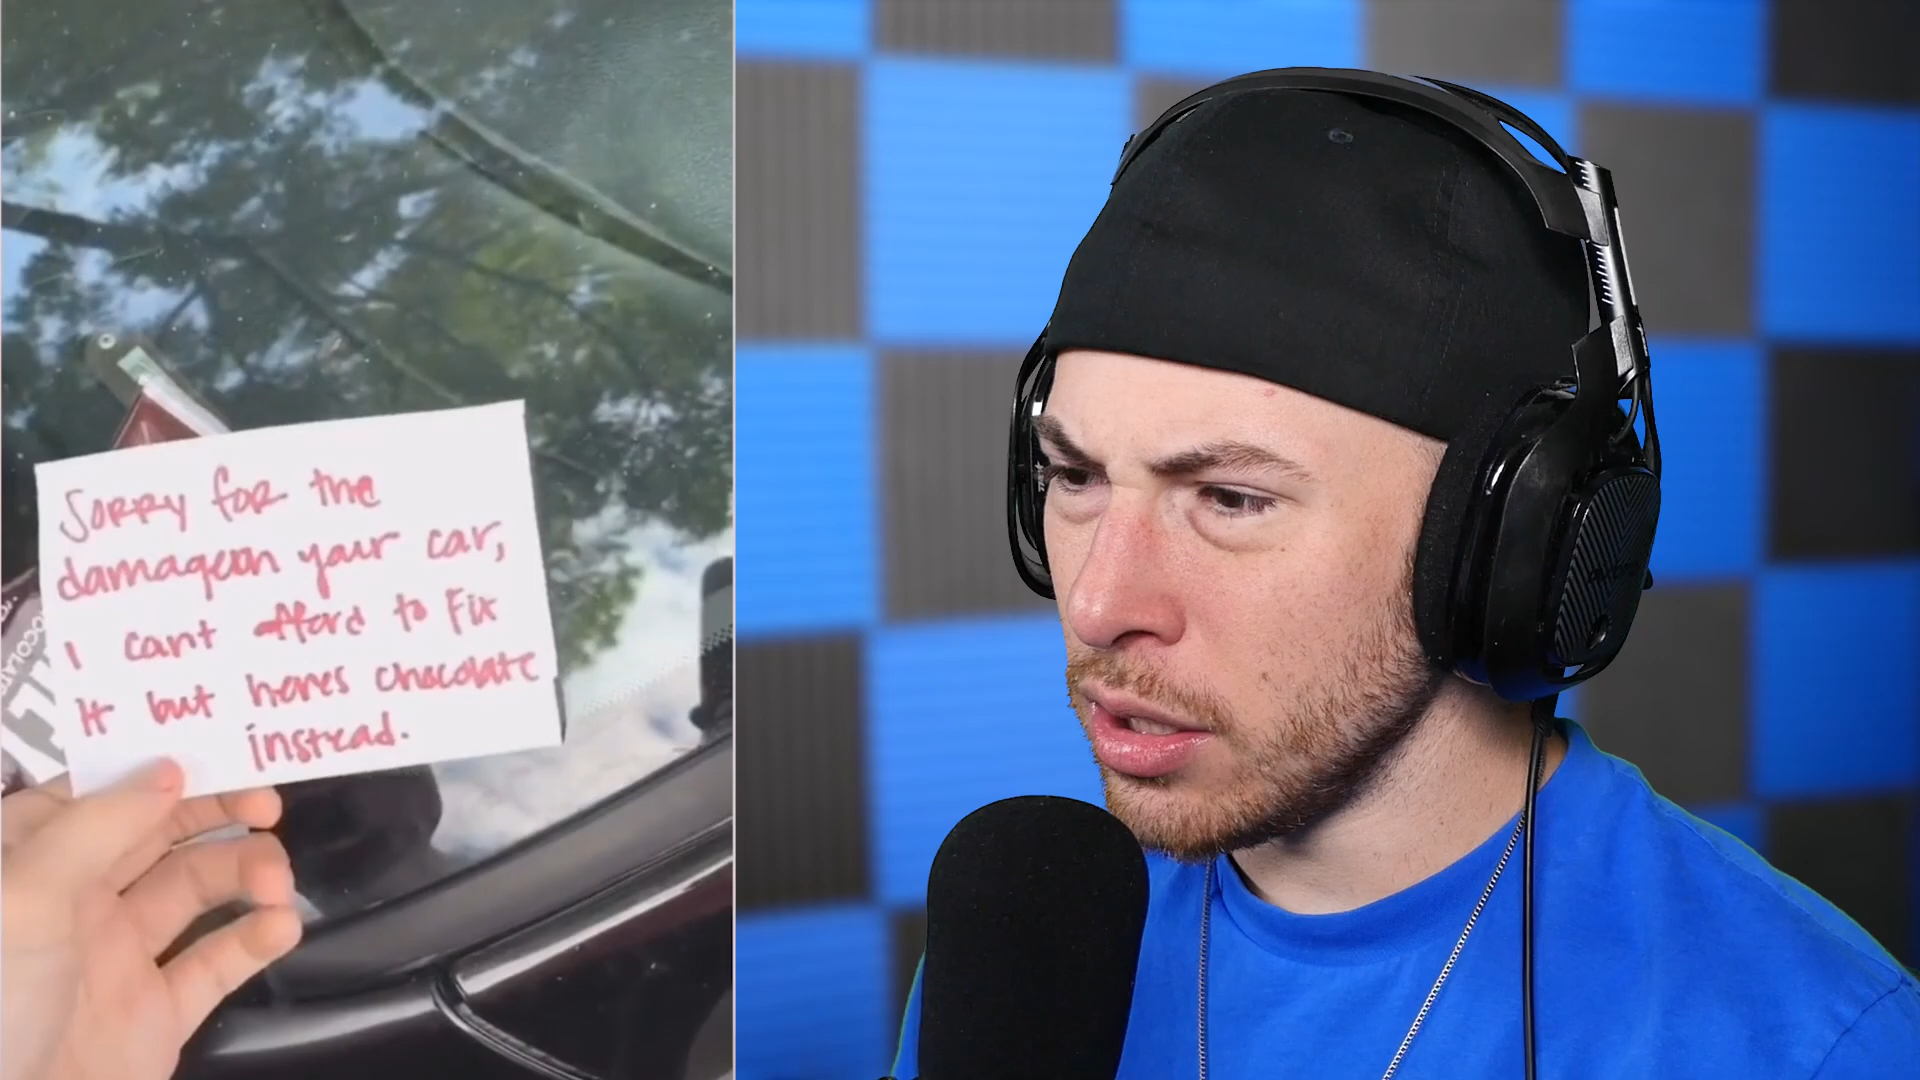 Sorry for the
damageon your car,
I cant afford to Fix
It but heres chocolate
instead.